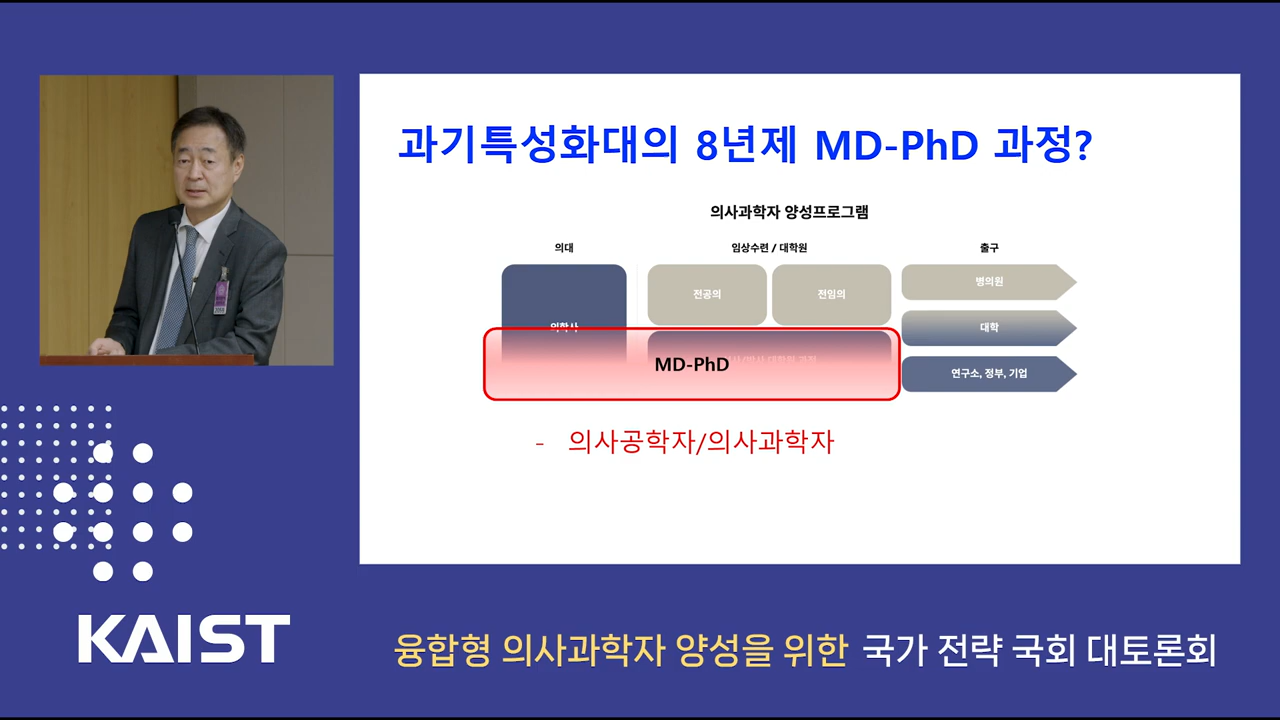 과기특성화대의 8년제 MD-PhD 과정?
의사과학자 양성프로그램
의대
임상수련 / 대학원
출구
전공의
전임의
병의원
의학사
대학
MD-PhD
연구소, 정부, 기업
- 의사공학자/의사과학자
KAIST
융합형 의사과학자 양성을 위한 국가 전략 국회 대토론회